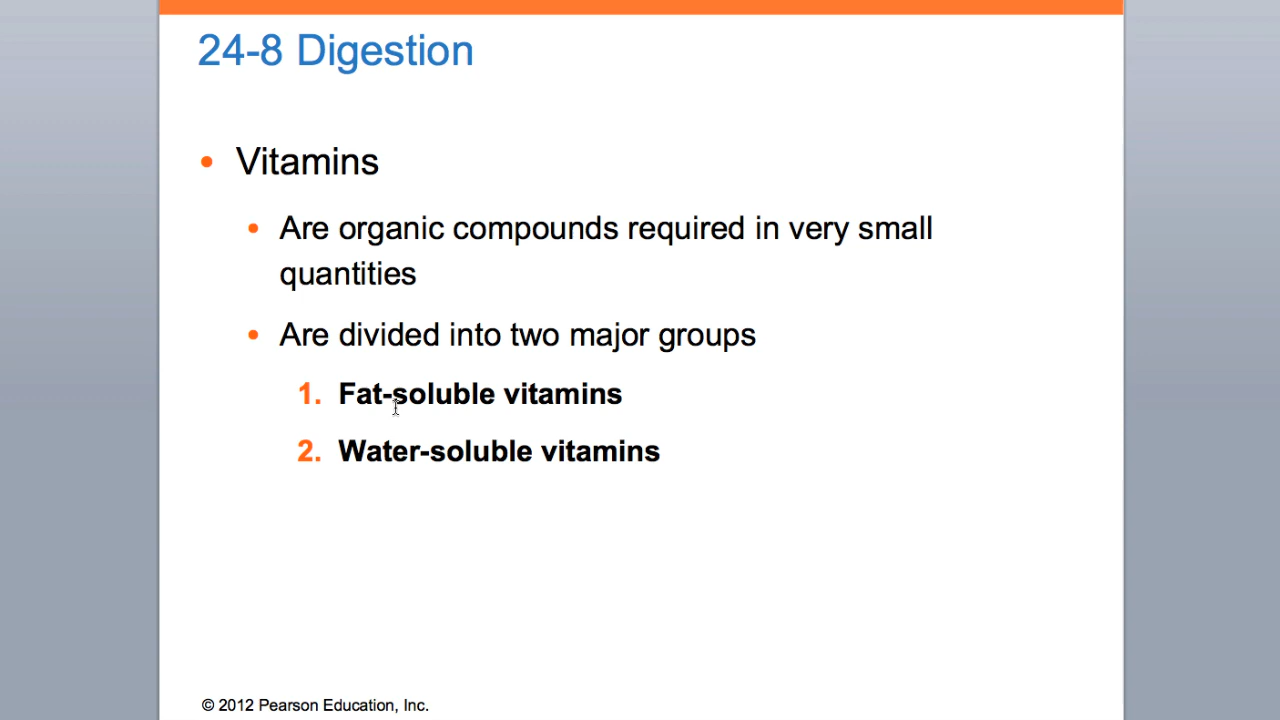 24-8 Digestion
• Vitamins
• Are organic compounds required in very small
quantities
• Are divided into two major groups
1. Fat-soluble vitamins
2. Water-soluble vitamins
© 2012 Pearson Education, Inc.